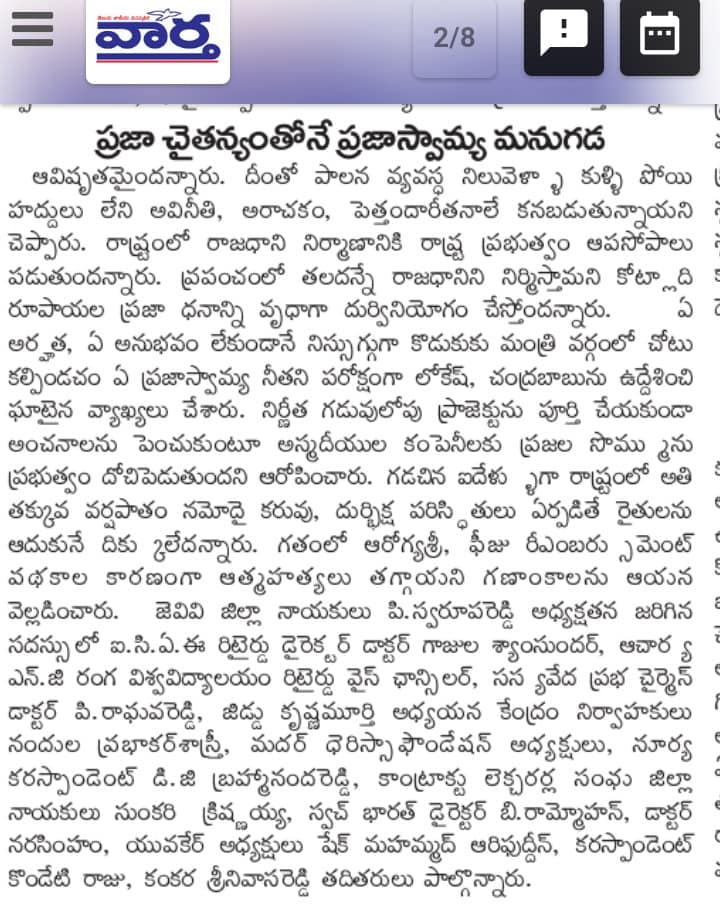 వార్త
2/8
ప్రజా చైతన్యంతోనే ప్రజాస్వామ్య మనుగడ
ఆవిషృతమైందన్నారు. దీంతో పాలన వ్యవస్థ నిలువెళ్ళా కుళ్ళి పోయి
హద్దులు లేని అవినీతి, అరాచకం, పెత్తందారీతనాలే కనబడుతున్నాయని
చెప్పారు. రాష్ట్రంలో రాజధాని నిర్మాణానికి రాష్ట్ర ప్రభుత్వం ఆపసోపాలు
పడుతుందన్నారు. ప్రపంచంలో తలదన్నే రాజధానిని నిర్మిస్తామని కోట్లాది
రూపాయల ప్రజా ధనాన్ని వృధాగా దుర్వినియోగం చేస్తోందన్నారు. ఏ
అర్హత, ఏ అనుభవం లేకుండానే నిస్సుగ్గుగా కొడుకుకు మంత్రి వర్గంలో చోటు
కల్పిండచం ఏ ప్రజాస్వామ్య నీతని పరోక్షంగా లోకేష్, చంద్రబాబును ఉద్దేశించి
ఘాటైన వ్యాఖ్యలు చేశారు. నిర్ణీత గడువులోపు ప్రాజెక్టును పూర్తి చేయకుండా
అంచనాలను పెంచుకుంటూ అస్మదీయుల కంపెనీలకు ప్రజల సొమ్మును
ప్రభుత్వం దోచిపెడుతుందని ఆరోపించారు. గడచిన ఐదేళ్ళుగా రాష్ట్రంలో అతి
తక్కువ వర్షపాతం నమోదై కరువు, దుర్భిక్ష పరిస్థితులు ఏర్పడితే రైతులను
ఆదుకునే దిక్కులేదన్నారు. గతంలో ఆరోగ్యశ్రీ, ఫీజు రీఎంబరుస్మెంట్
పథకాల కారణంగా ఆత్మహత్యలు తగ్గాయని గణాంకాలను ఆయన
వెల్లడించారు. జెవివి జిల్లా నాయకులు పి.స్వరూపరెడ్డి అధ్యక్షతన జరిగిన
సదస్సులో ఐ.సి.ఏ.ఈ రిటైర్డు డైరెక్టర్ డాక్టర్ గాజుల శ్యాంసుందర్, ఆచార్య
ఎన్.జి రంగ విశ్వవిద్యాలయం రిటైర్డు వైస్ ఛాన్సిలర్, సస్యవేద ప్రభ చైర్మెన్
డాక్టర్ పి.రాఘవరెడ్డి, జిడ్డు కృష్ణమూర్తి అధ్యయన కేంద్రం నిర్వాహకులు
నందుల ప్రభాకర్‌శాస్త్రీ, మదర్ థెరిస్సా ఫౌండేషన్ అధ్యక్షులు, సూర్య
కరస్పాండెంట్ డి.జి బ్రహ్మానందరెడ్డి, కాంట్రాక్టు లెక్చరర్ల సంఘ జిల్లా
నాయకులు సుంకరి క్రిష్ణయ్య, స్వచ్ భారత్ డైరెక్టర్ బి.రామ్మోహన్, డాక్టర్
నరసింహం, యువకేర్ అధ్యక్షులు షేక్ మహమ్మద్ ఆరిఫుద్దీన్, కరస్పాండెంట్
కొండేటి రాజు, కంకర శ్రీనివాసరెడ్డి తదితరులు పాల్గొన్నారు.